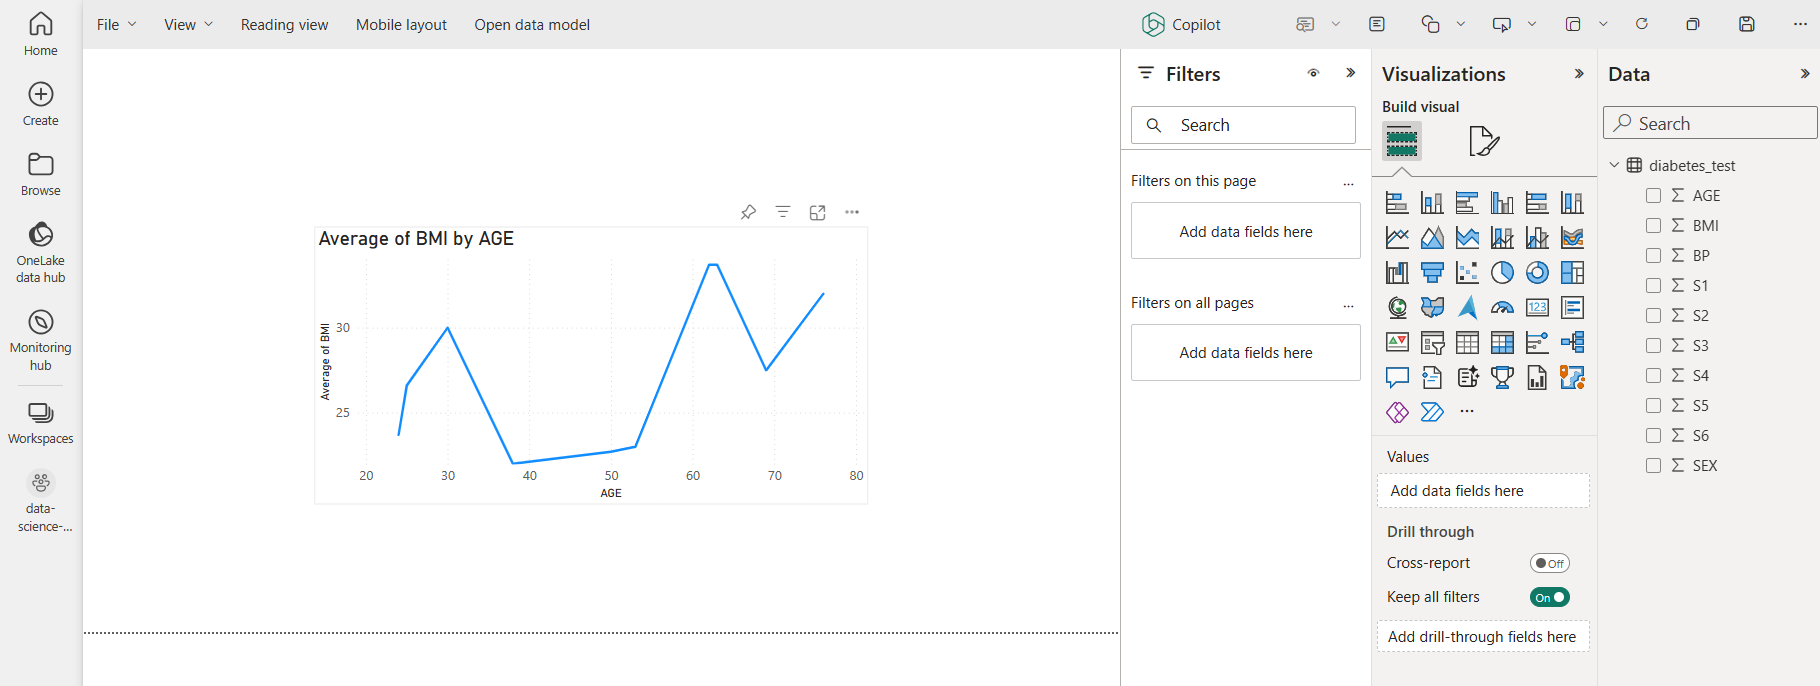 File
View
Reading view
Mobile layout
Open data model
Copilot
Home
Create
Browse
OneLake
data hub
Monitoring
hub
Workspaces
data-
science-...
Average of BMI by AGE
Average of BMI
30
25
20
30
40
50
60
70
80
AGE
Filters
Search
Filters on this page
...
Add data fields here
Filters on all pages
...
Add data fields here
Visualizations
Build visual
123
Values
Add data fields here
Drill through
Cross-report
Off
Keep all filters
On
Add drill-through fields here
Data
Search
diabetes_test
AGE
BMI
BP
S1
S2
S3
S4
S5
S6
SEX